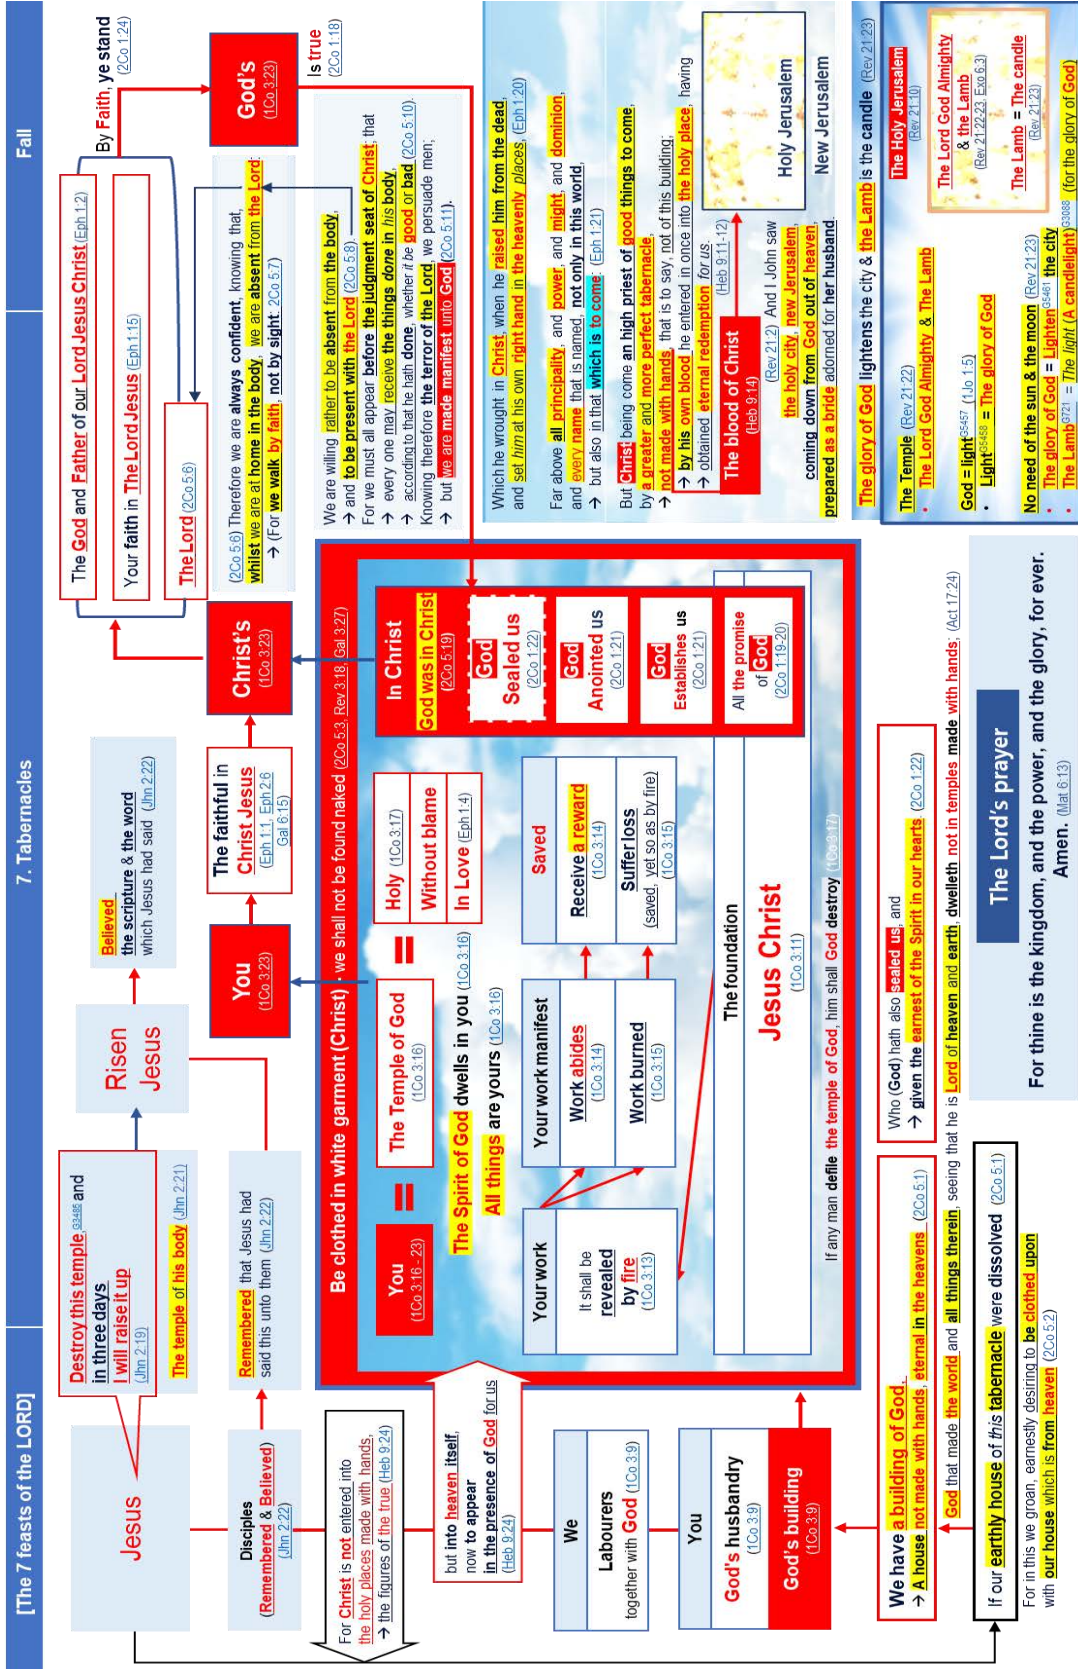 [The 7 feasts of the LORD]
7. Tabernacles
Fall
Jesus
Destroy this temple,G3485 and
in three days
I will raise it up
(Jhn 2:19)
The temple of his body (Jhn 2:21)
Risen
Jesus
Believed
the scripture & the word
which Jesus had said (Jhn 2:22)
Disciples
(Remembered & Believed)
(Jhn 2:22)
Remembered that Jesus had
said this unto them (Jhn 2:22)
You
(1Co 3:23)
The faithful in
Christ Jesus
(Eph 1:1, Eph 2:6
Gal 6:15)
Christ's
(1Co 3:23)
The God and Father of our Lord Jesus Christ (Eph 1:2)
Your faith in The Lord Jesus (Eph 1:15)
The Lord (2Co 5:6)
By Faith, ye stand
(2Co 1:24)
God's
(1Co 3:23)
Is true
(2Co 1:18)
(2Co 5:6) Therefore we are always confident, knowing that,
whilst we are at home in the body, we are absent from the Lord:
→ (For we walk by faith, not by sight: 2Co 5:7)
We are willing rather to be absent from the body,
→ and to be present with the Lord (2Co 5:8)
For we must all appear before the judgment seat of Christ; that
→ every one may receive the things done in his body,
→ according to that he hath done, whether it be good or bad (2Co 5:10).
Knowing therefore the terror of the Lord, we persuade men;
→ but we are made manifest unto God (2Co 5:11).
For Christ is not entered into
the holy places made with hands,
→ the figures of the true (Heb 9:24)
but into heaven itself,
now to appear
in the presence of God for us
(Heb 9:24)
We
Labourers
together with God (1Co 3:9)
You
God's husbandry
(1Co 3:9)
God's building
(1Co 3:9)
Be clothed in white garment (Christ) - we shall not be found naked (2Co 5:3, Rev 3:18, Gal 3:27)
You
(1Co 3:16 - 23)
=
The Temple of God
(1Co 3:16)
=
Holy (1Co 3:17)
Without blame
In Love (Eph 1:4)
The Spirit of God dwells in you (1Co 3:16)
All things are yours (1Co 3:16)
Your work
It shall be
revealed
by fire
(1Co 3:13)
Your work manifest
Work abides
(1Co 3:14)
Work burned
(1Co 3:15)
Saved
Receive a reward
(1Co 3:14)
Suffer loss
(saved, yet so as by fire)
(1Co 3:15)
The foundation
Jesus Christ
(1Co 3:11)
If any man defile the temple of God, him shall God destroy (1Co 3:17)
In Christ
God was in Christ
(2Co 5:19)
God
Sealed us
(2Co 1:22)
God
Anointed us
(2Co 1:21)
God
Establishes us
(2Co 1:21)
All the promise
of God
(2Co 1:19-20)
Which he wrought in Christ, when he raised him from the dead,
and set him at his own right hand in the heavenly places, (Eph 1:20)
Far above all principality, and power, and might, and dominion,
and every name that is named, not only in this world,
→ but also in that which is to come: (Eph 1:21)
But Christ being come an high priest of good things to come,
by a greater and more perfect tabernacle,
→ not made with hands, that is to say, not of this building;
→ by his own blood he entered in once into the holy place, having
→ obtained eternal redemption for us.
(Heb 9:11-12)
The blood of Christ
(Heb 9:14)
Holy Jerusalem
New Jerusalem
(Rev 21:2) And I John saw
the holy city, new Jerusalem,
coming down from God out of heaven,
prepared as a bride adorned for her husband.
The glory of God lightens the city & the Lamb is the candle (Rev 21:23)
The Temple (Rev 21:22)
• The Lord God Almighty & The Lamb
God = lightG5457 (1Jo 1:5)
• LightG5458 = The glory of God
No need of the sun & the moon (Rev 21:23)
• The glory of God = LightenG5461 the city
• The LambG721 = The light (A candlelight)G3088 (for the glory of God)
The Holy Jerusalem
(Rev 21:10)
The Lord God Almighty
& the Lamb
(Rev 21:22-23, Exo 6:3)
The Lamb = The candle
(Rev 21:23)
We have a building of God,
→ A house not made with hands, eternal in the heavens (2Co 5:1)
Who (God) hath also sealed us, and
→ given the earnest of the Spirit in our hearts. (2Co 1:22)
God that made the world and all things therein, seeing that he is Lord of heaven and earth, dwelleth not in temples made with hands; (Act 17:24)
If our earthly house of this tabernacle were dissolved (2Co 5:1)
For in this we groan, earnestly desiring to be clothed upon
with our house which is from heaven (2Co 5:2)
The Lord's prayer
For thine is the kingdom, and the power, and the glory, for ever.
Amen. (Mat 6:13)